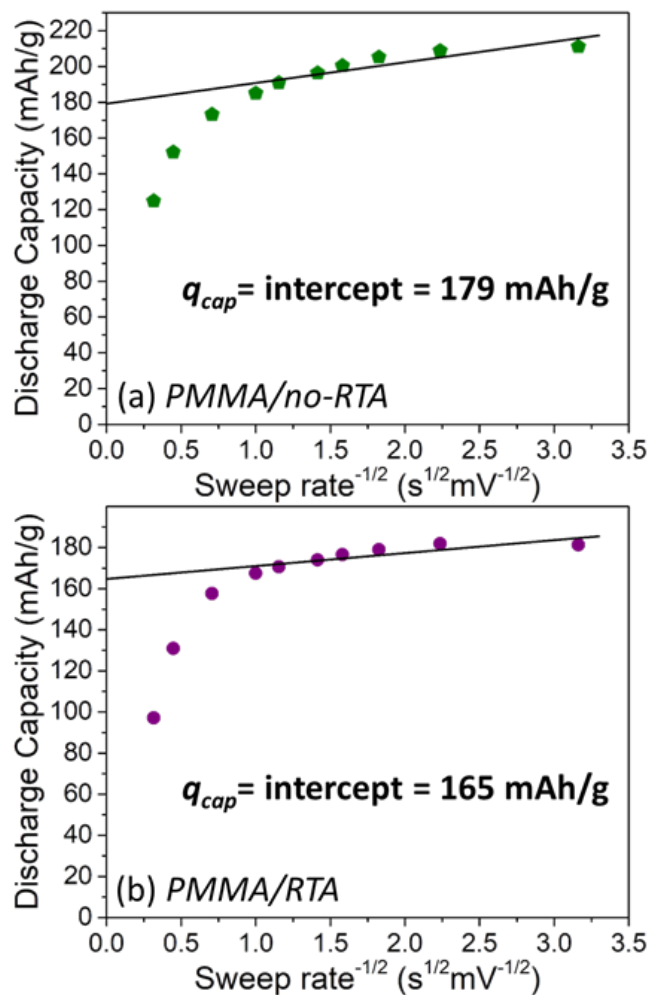 220
200
180
160
140
120
100
80
60
40
20
0
Discharge Capacity (mAh/g)
q_cap= intercept = 179 mAh/g
(a) PMMA/no-RTA
0.0 0.5 1.0 1.5 2.0 2.5 3.0 3.5
Sweep rate^-1/2 (s^1/2mV^-1/2)
180
160
140
120
100
80
60
40
20
0
Discharge Capacity (mAh/g)
q_cap= intercept = 165 mAh/g
(b) PMMA/RTA
0.0 0.5 1.0 1.5 2.0 2.5 3.0 3.5
Sweep rate^-1/2 (s^1/2mV^-1/2)